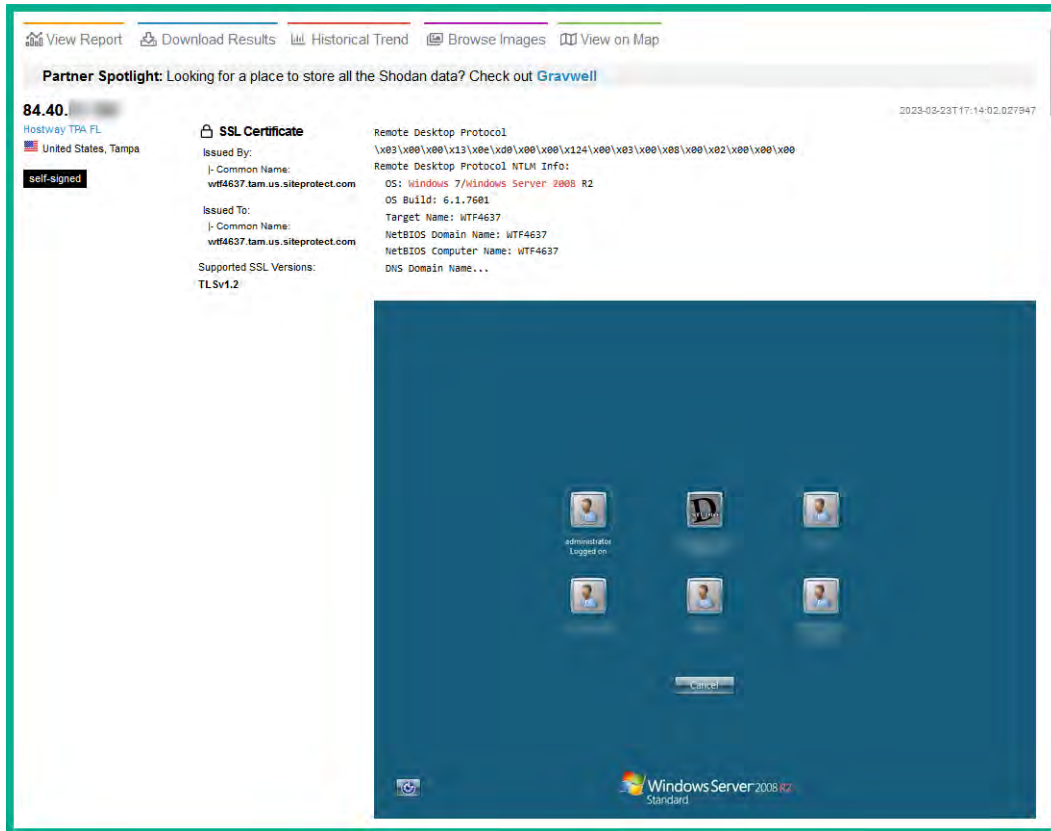 View Report Download Results Historical Trend Browse Images View on Map
Partner Spotlight: Looking for a place to store all the Shodan data? Check out Gravwell
84.40.
2023-03-23T17:14:02.027947
Hostway TPA FL
United States, Tampa
self-signed
SSL Certificate
Issued By:
|- Common Name:
wtf4637.tam.us.siteprotect.com
Issued To:
|- Common Name:
wtf4637.tam.us.siteprotect.com
Supported SSL Versions:
TLSv1.2
Remote Desktop Protocol
\x03\x00\x00\x13\x0e\xd0\x00\x00\x124\x00\x03\x00\x08\x00\x02\x00\x00\x00
Remote Desktop Protocol NTLM Info:
OS: Windows 7/Windows Server 2008 R2
OS Build: 6.1.7601
Target Name: WTF4637
NetBIOS Domain Name: WTF4637
NetBIOS Computer Name: WTF4637
DNS Domain Name...
D
administrator
Logged on
Cancel
Windows Server 2008 R2
Standard